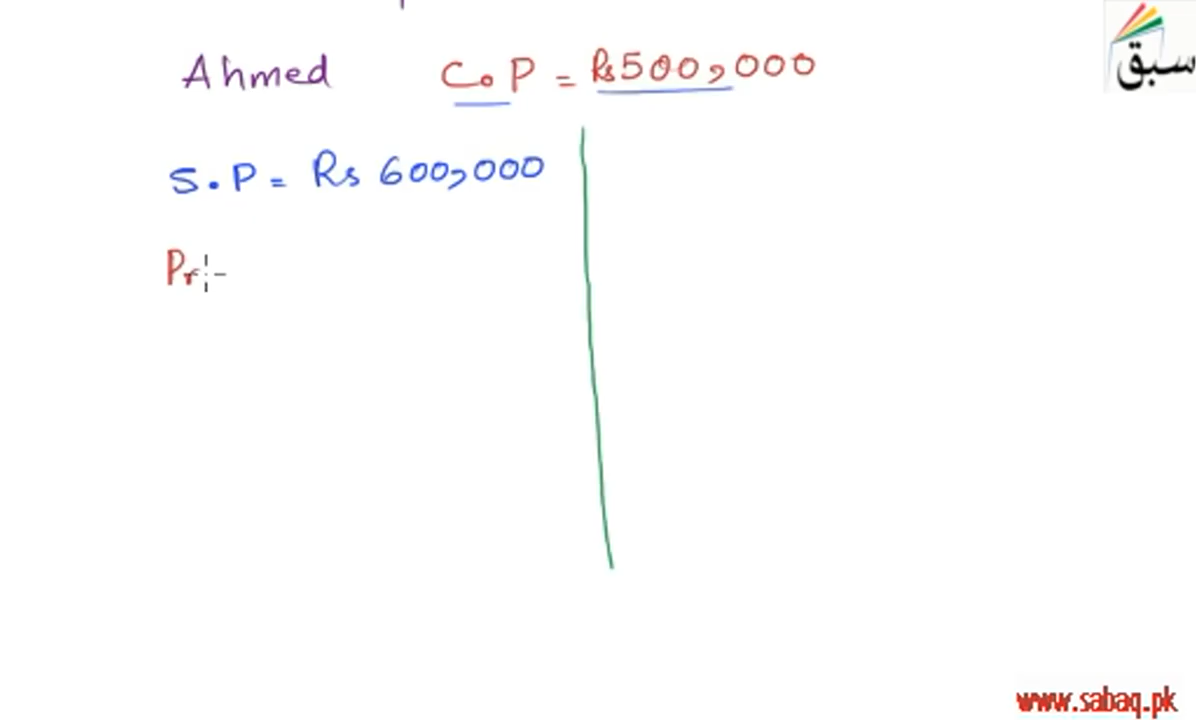 Ahmed C.P = Rs500,000
سبق
S.P = Rs 600,000
Pr
www.sabaq.pk